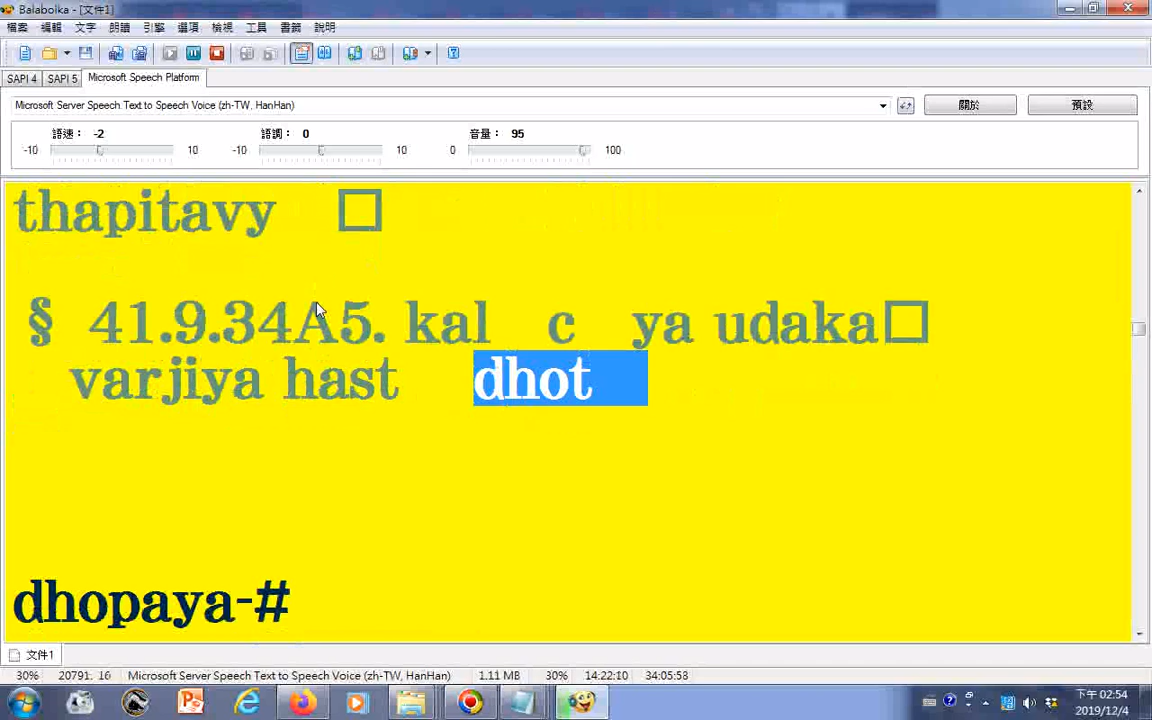 Balabolka - [文件1]
檔案 編輯 文字 朗讀 引擎 選項 檢視 工具 書籤 說明
SAPI 4 SAPI 5 Microsoft Speech Platform
Microsoft Server Speech Text to Speech Voice (zh-TW, HanHan) 關於 預設
語速： -2 語調： 0 音量： 95
-10 10 -10 10 0 100
thapitavy □
§ 41.9.34A5. kal c ya udaka□
varjiya hast dhot
dhopaya-#
文件1
30% 20791: 16 Microsoft Server Speech Text to Speech Voice (zh-TW, HanHan) 1.11 MB 30% 14:22:10 34:05:58
下午 02:54
2019/12/4